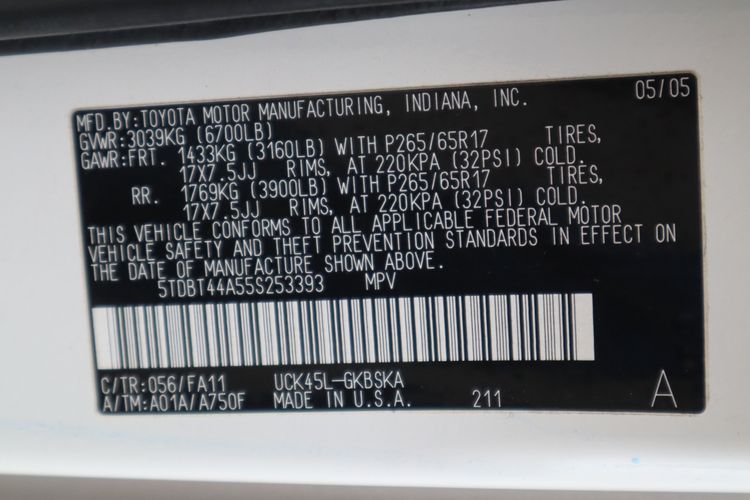 MFD.BY:TOYOTA MOTOR MANUFACTURING, INDIANA, INC. 05/05
GVWR:3039KG (6700LB)
GAWR:FRT. 1433KG (3160LB) WITH P265/65R17 TIRES,
17X7.5JJ RIMS, AT 220KPA (32PSI) COLD.
RR. 1769KG (3900LB) WITH P265/65R17 TIRES,
17X7.5JJ RIMS, AT 220KPA (32PSI) COLD.
THIS VEHICLE CONFORMS TO ALL APPLICABLE FEDERAL MOTOR
VEHICLE SAFETY AND THEFT PREVENTION STANDARDS IN EFFECT ON
THE DATE OF MANUFACTURE SHOWN ABOVE.
5TDBT44A55S253393 MPV
C/TR:056/FA11 UCK45L-GKBSKA
A/TM:A01A/A750F MADE IN U.S.A. 211 A